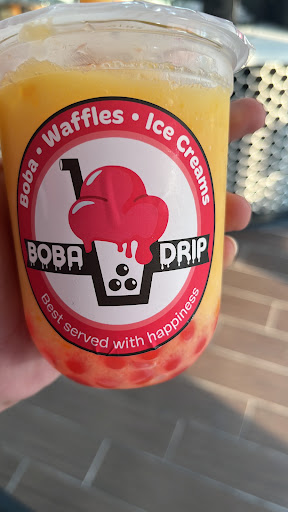 Boba • Waffles • Ice Creams
BOBA DRIP
Best served with happiness